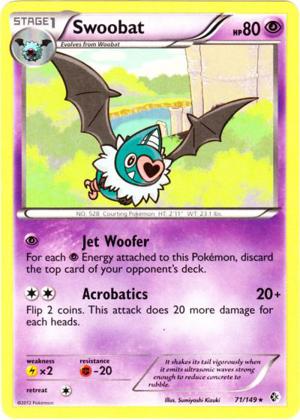 STAGE1
Swoobat
HP80
Evolves from Woobat
NO. 528 Courting Pokémon HT: 2'11" WT: 23.1 lbs.
Jet Woofer
For each Energy attached to this Pokémon, discard
the top card of your opponent's deck.
Acrobatics 20+
Flip 2 coins. This attack does 20 more damage for
each heads.
weakness
×2
resistance
-20
retreat
It shakes its tail vigorously when
it emits ultrasonic waves strong
enough to reduce concrete to
rubble.
©2012 Pokémon
Illus. Sumiyoshi Kizuki
71/149